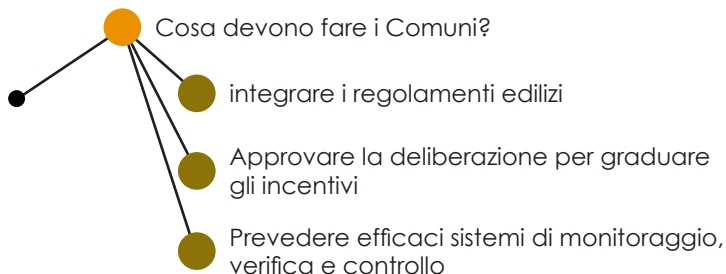 Cosa devono fare i Comuni?
integrare i regolamenti edilizi
Approvare la deliberazione per graduare
gli incentivi
Prevedere efficaci sistemi di monitoraggio,
verifica e controllo